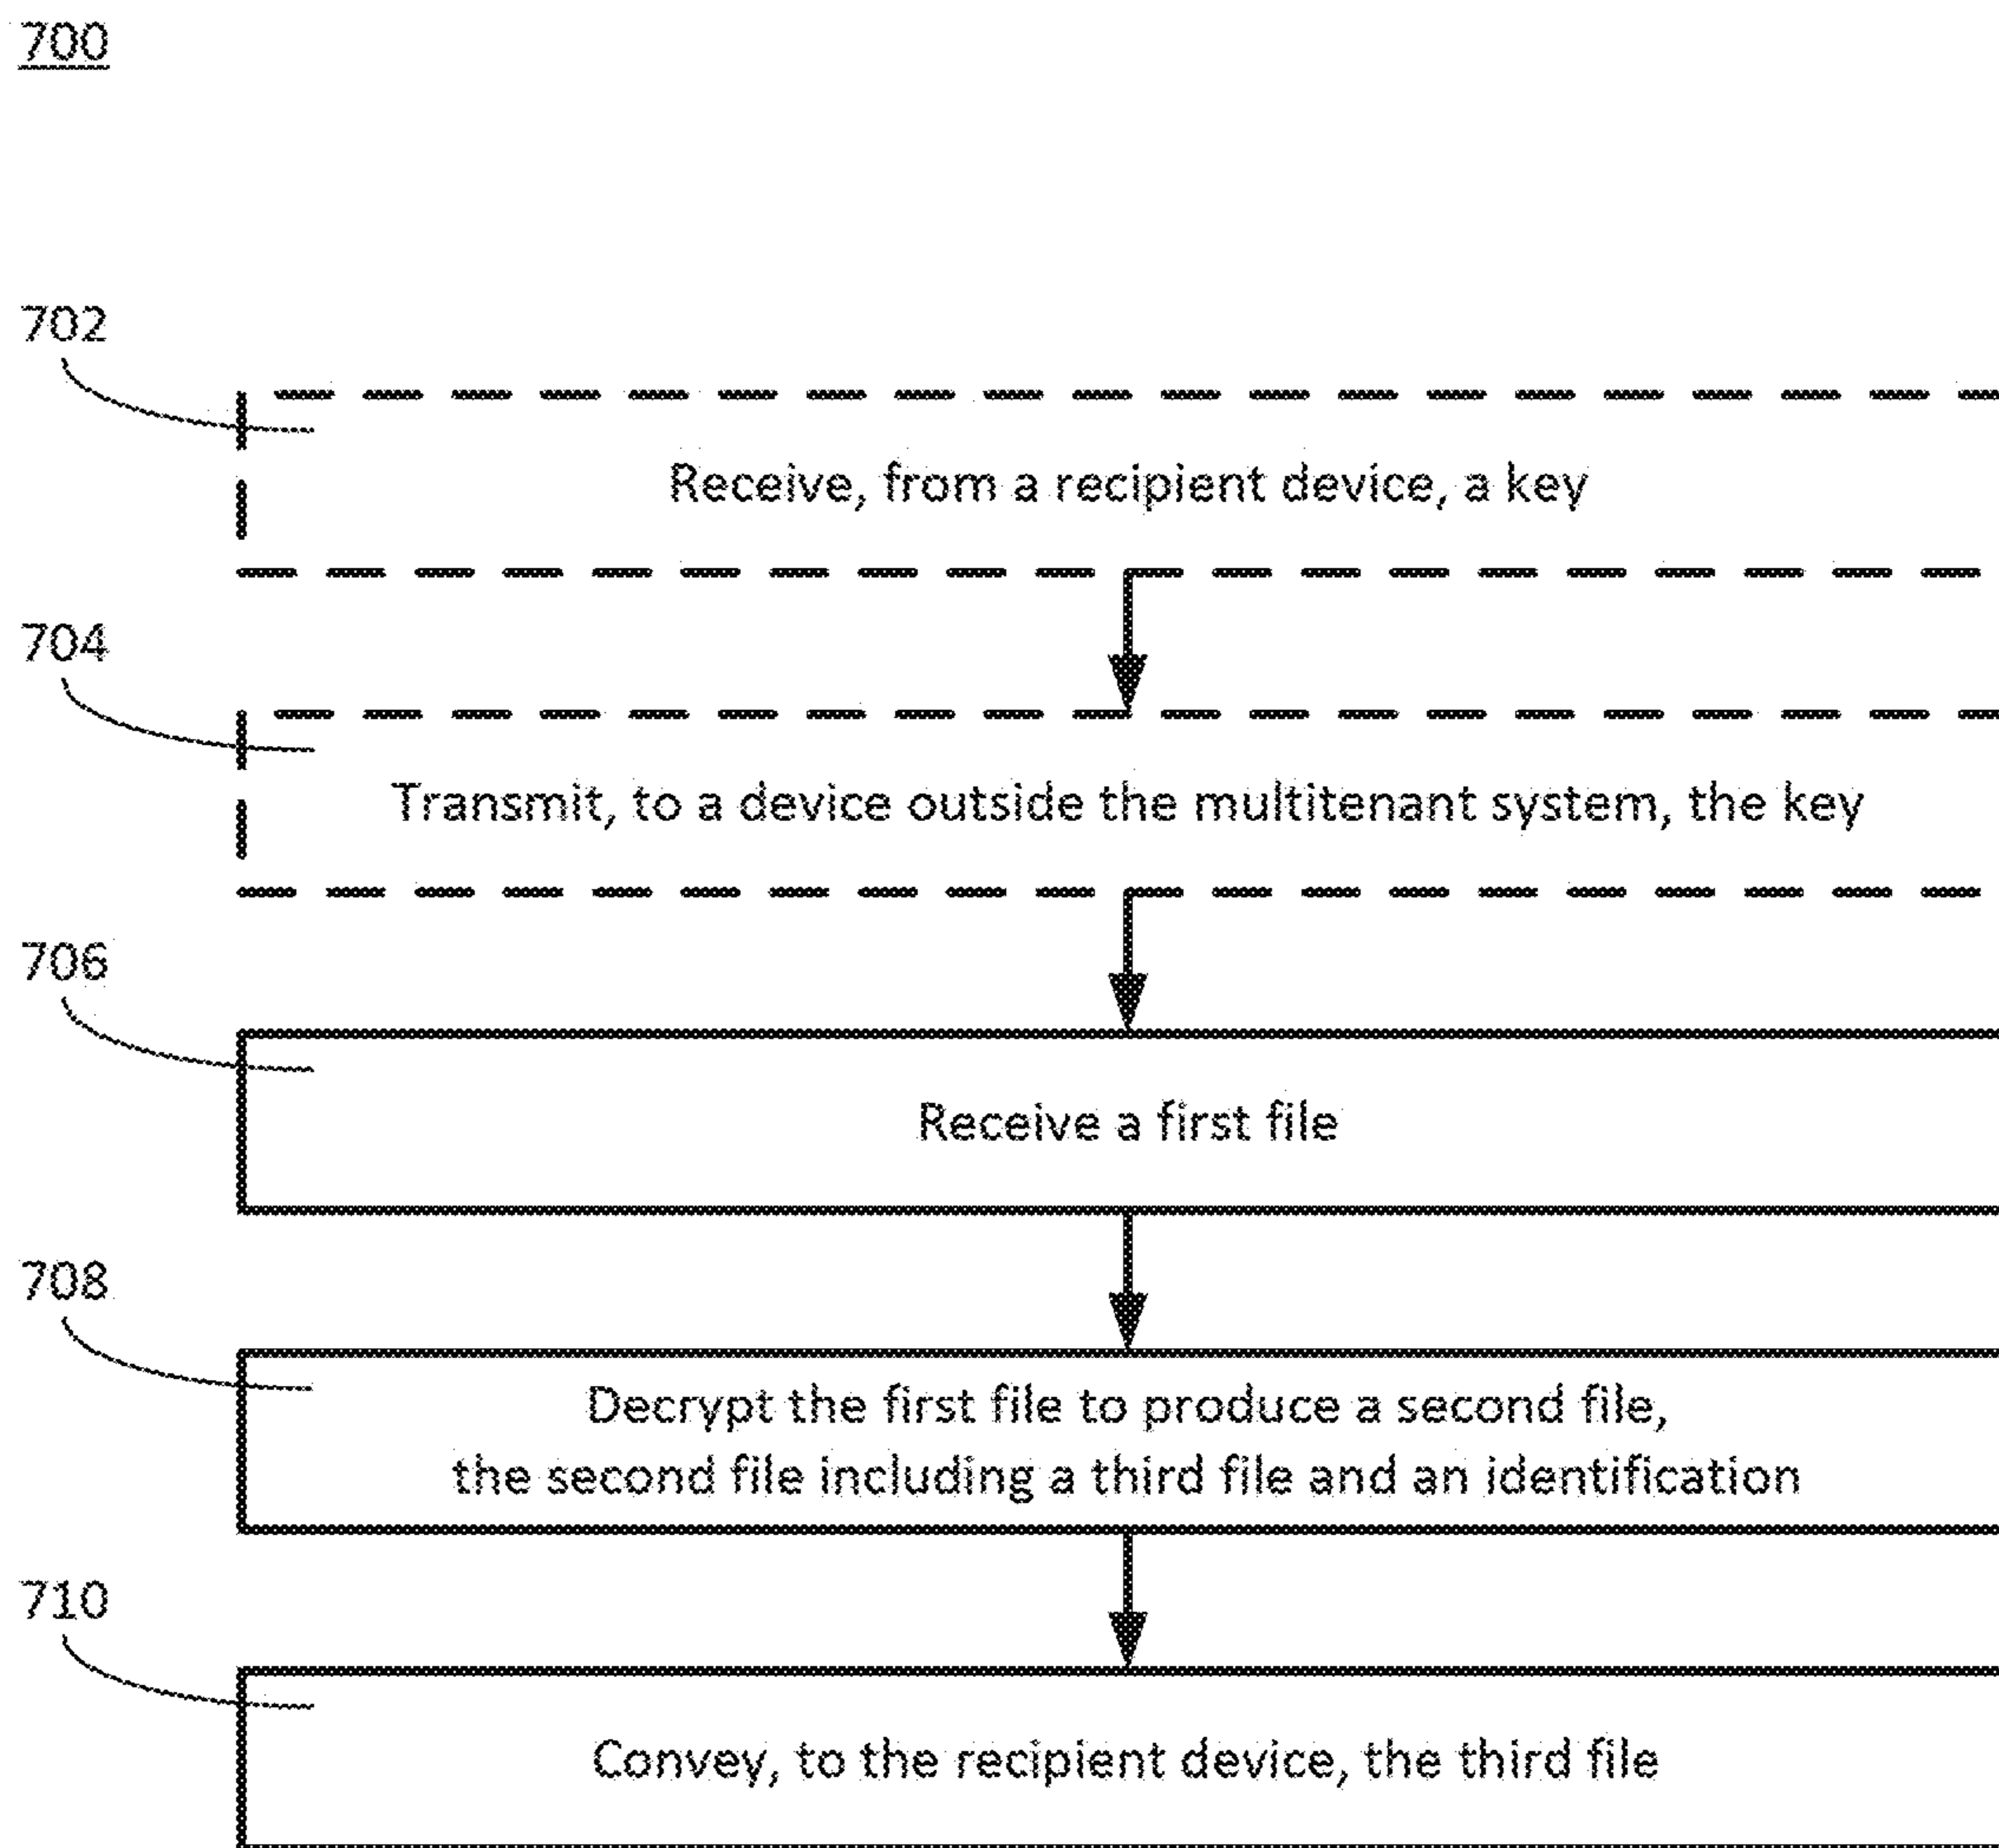 700
702
Receive, from a recipient device, a key
704
Transmit, to a device outside the multitenant system, the key
706
Receive a first file
708
Decrypt the first file to produce a second file,
the second file including a third file and an identification
710
Convey, to the recipient device, the third file